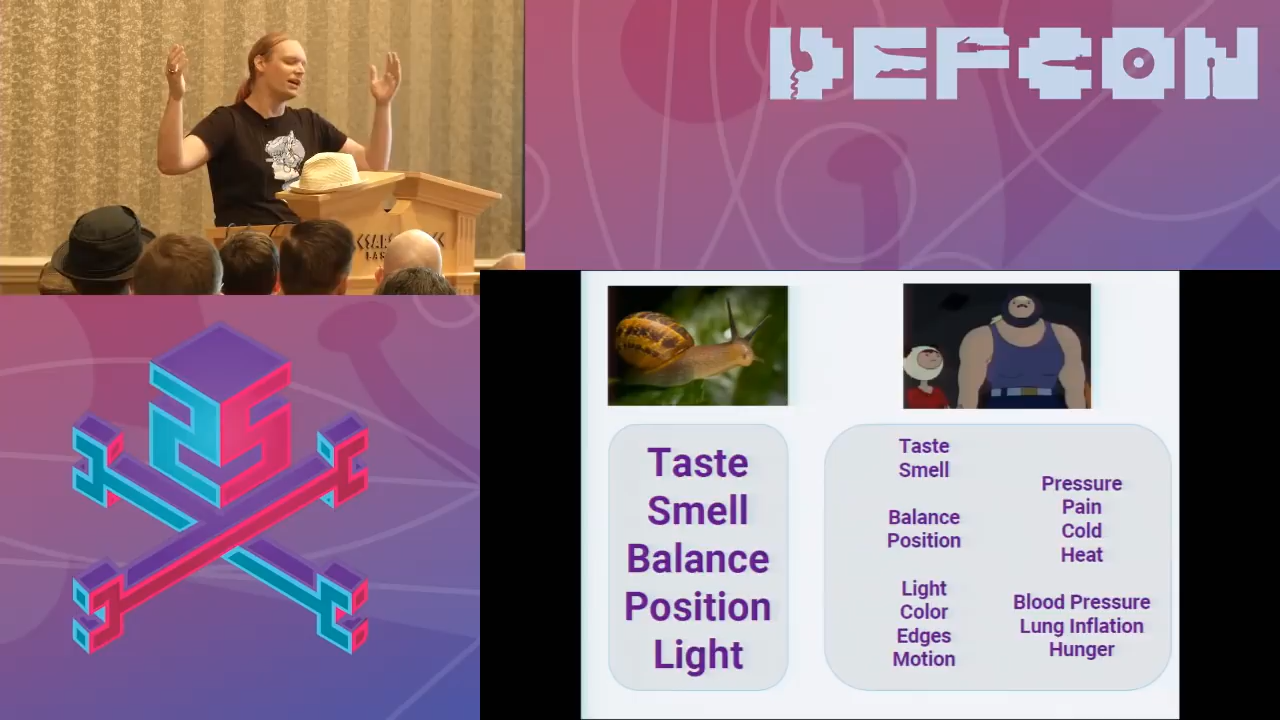 DEFCON
Taste
Smell
Balance
Position
Light
Taste
Smell
Balance
Position
Light
Color
Edges
Motion
Pressure
Pain
Cold
Heat
Blood Pressure
Lung Inflation
Hunger